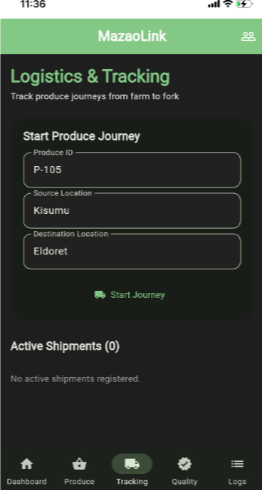 11:36
MazaoLink
Logistics & Tracking
Track produce journeys from farm to fork
Start Produce Journey
Produce ID
P-105
Source Location
Kisumu
Destination Location
Eldoret
Start Journey
Active Shipments (0)
No active shipments registered.
Dashboard Produce Tracking Quality Logs